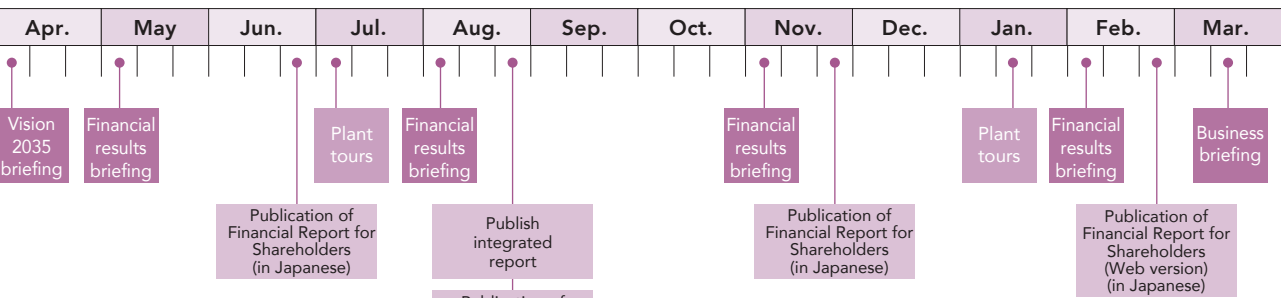 Apr. May Jun. Jul. Aug. Sep. Oct. Nov. Dec. Jan. Feb. Mar.
Vision
2035
briefing
Financial
results
briefing
Plant
tours
Financial
results
briefing
Financial
results
briefing
Plant
tours
Financial
results
briefing
Business
briefing
Publication of
Financial Report for
Shareholders
(in Japanese)
Publish
integrated
report
Publication of
Financial Report for
Shareholders
(in Japanese)
Publication of
Financial Report for
Shareholders
(Web version)
(in Japanese)